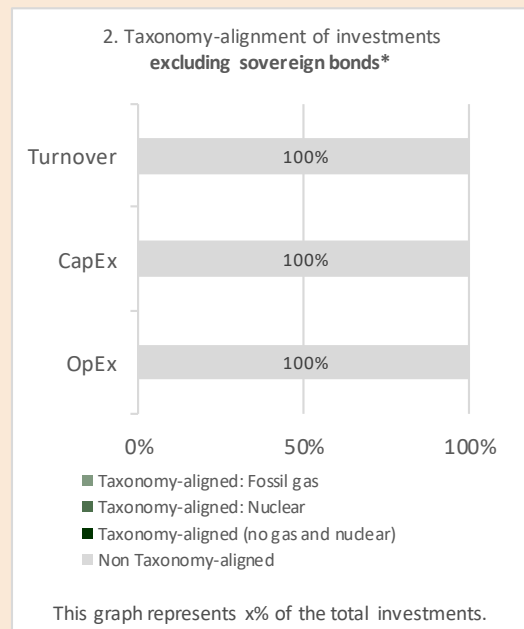 2. Taxonomy-alignment of investments
excluding sovereign bonds*
Turnover
100%
CapEx
100%
OpEx
100%
0% 50% 100%
Taxonomy-aligned: Fossil gas
Taxonomy-aligned: Nuclear
Taxonomy-aligned (no gas and nuclear)
Non Taxonomy-aligned
This graph represents x% of the total investments.